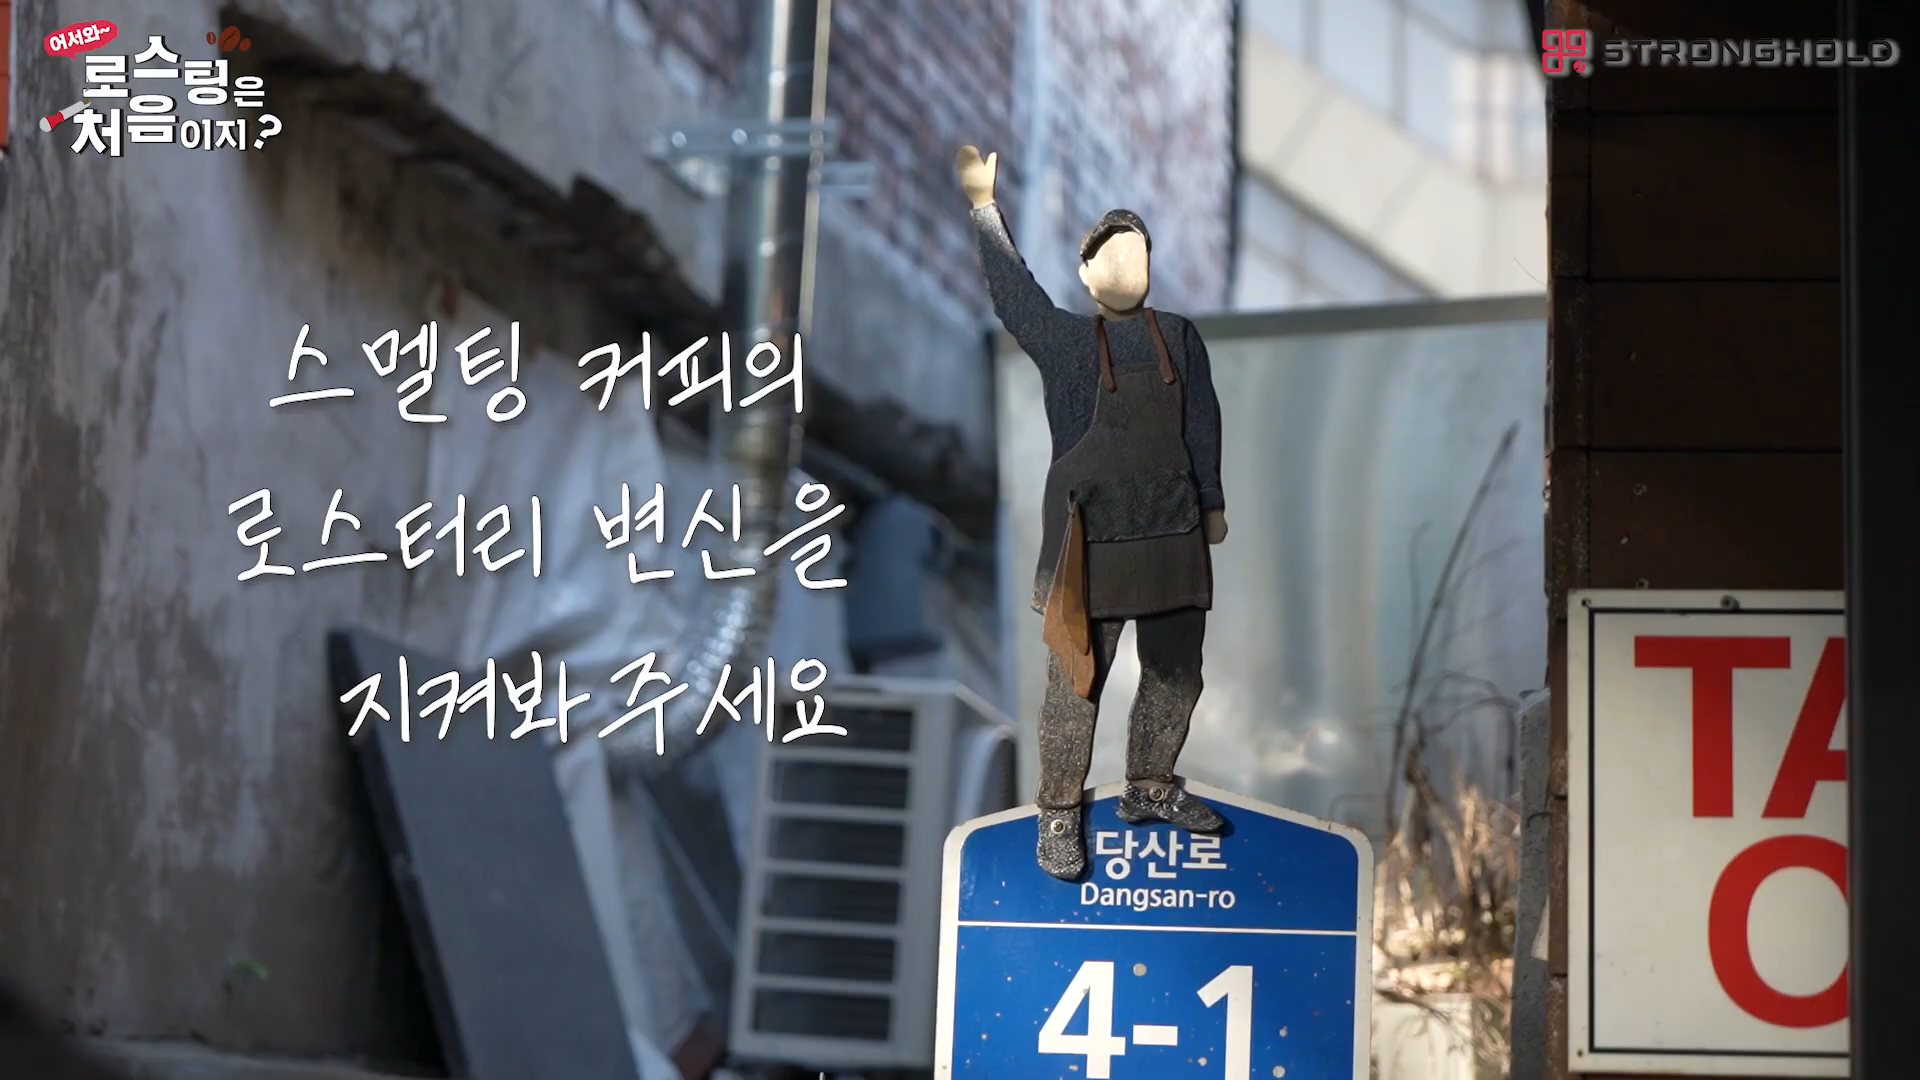 어서와~
로스팅은
처음이지?
STRONGHOLD
스멜팅 커피의
로스터리 변신을
지켜봐 주세요
당산로
Dangsan-ro
4-1
TA
O